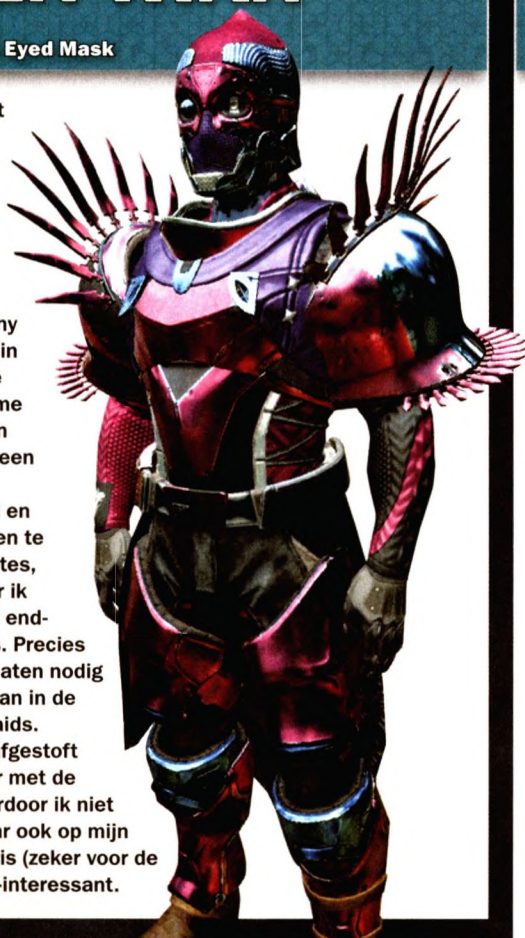 Eyed Mask
t
ny
in
me
een
en
en te
tes,
r ik
end-
. Precies
aten nodig
an in de
aids.
fgestoft
r met de
rdoor ik niet
ar ook op mijn
is (zeker voor de
-interessant.